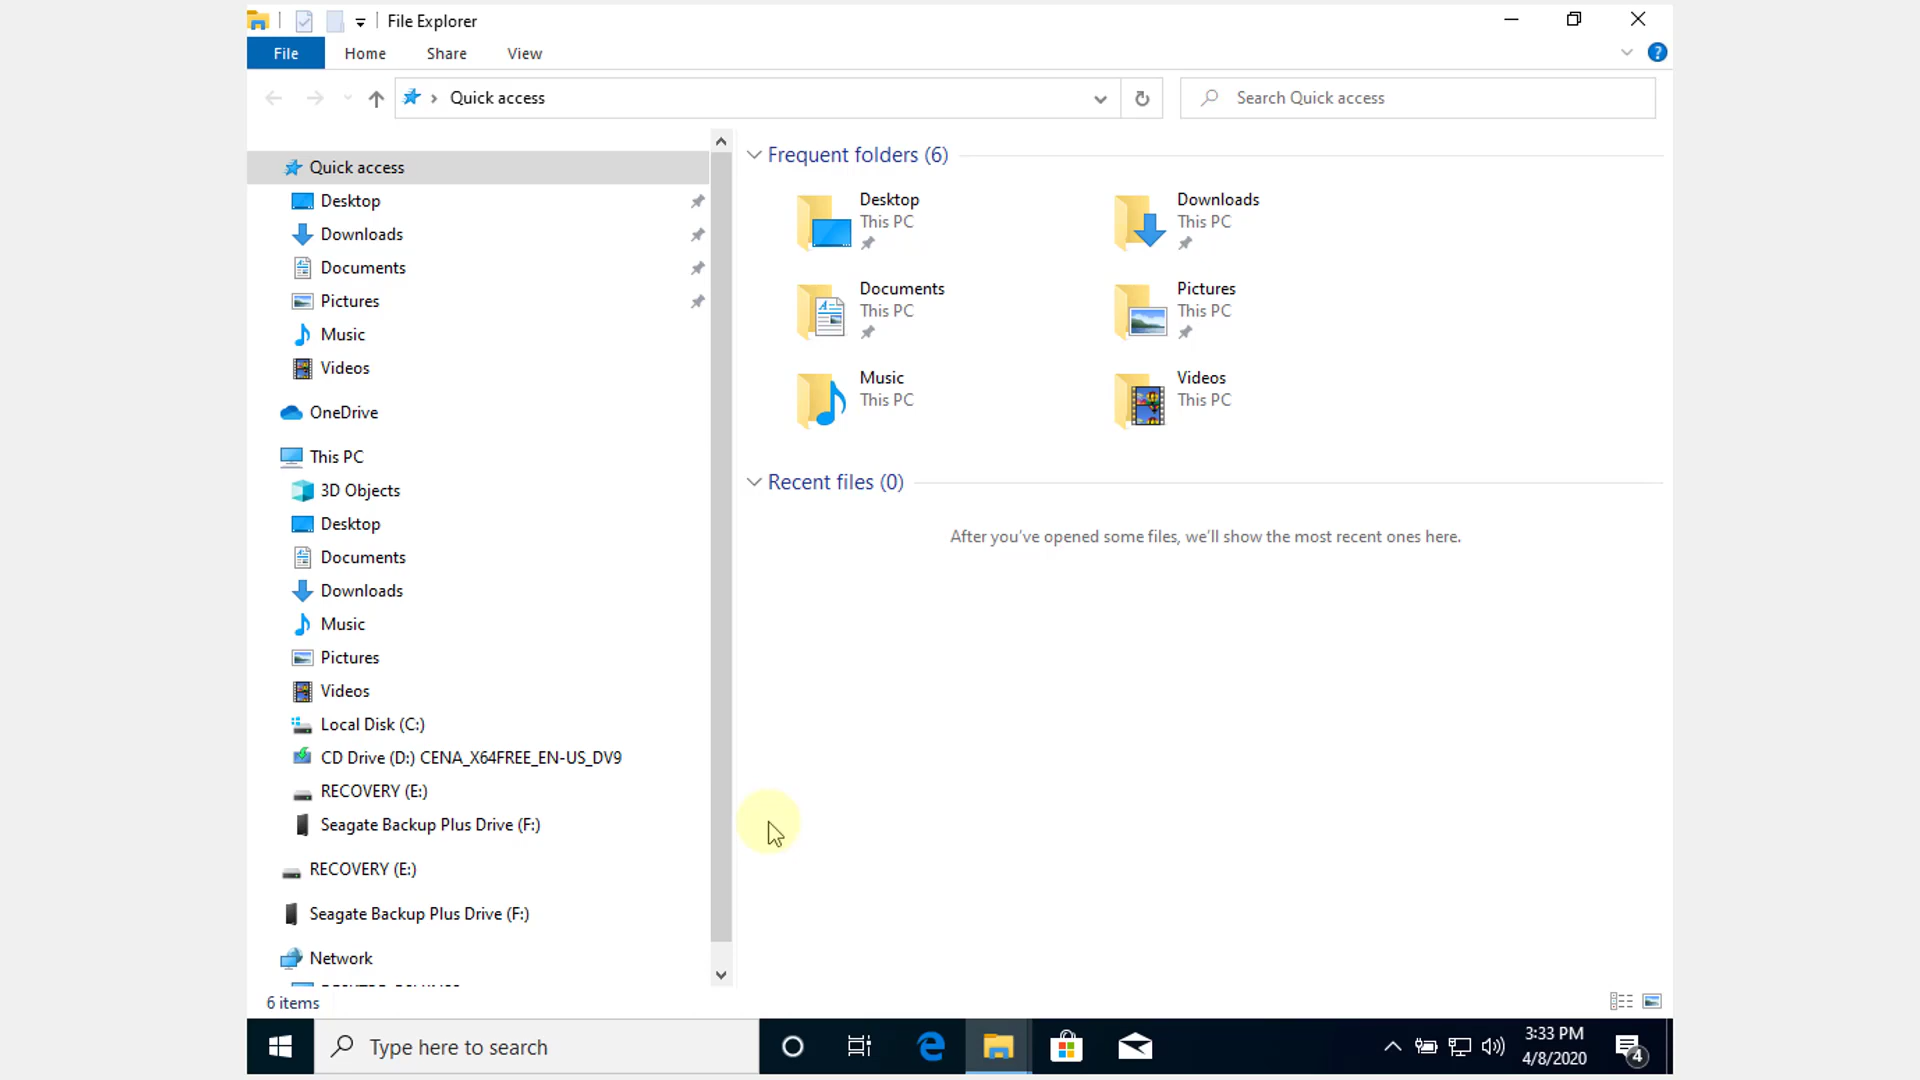 File Explorer
File Home Share View
?
Quick access
Search Quick access
Quick access
Desktop
Downloads
Documents
Pictures
Music
Videos
OneDrive
This PC
3D Objects
Desktop
Documents
Downloads
Music
Pictures
Videos
Local Disk (C:)
CD Drive (D:) CENA_X64FREE_EN-US_DV9
RECOVERY (E:)
Seagate Backup Plus Drive (F:)
RECOVERY (E:)
Seagate Backup Plus Drive (F:)
Network
Frequent folders (6)
Desktop
This PC
Downloads
This PC
Documents
This PC
Pictures
This PC
Music
This PC
Videos
This PC
Recent files (0)
After you've opened some files, we'll show the most recent ones here.
6 items
Type here to search
3:33 PM
4/8/2020
4